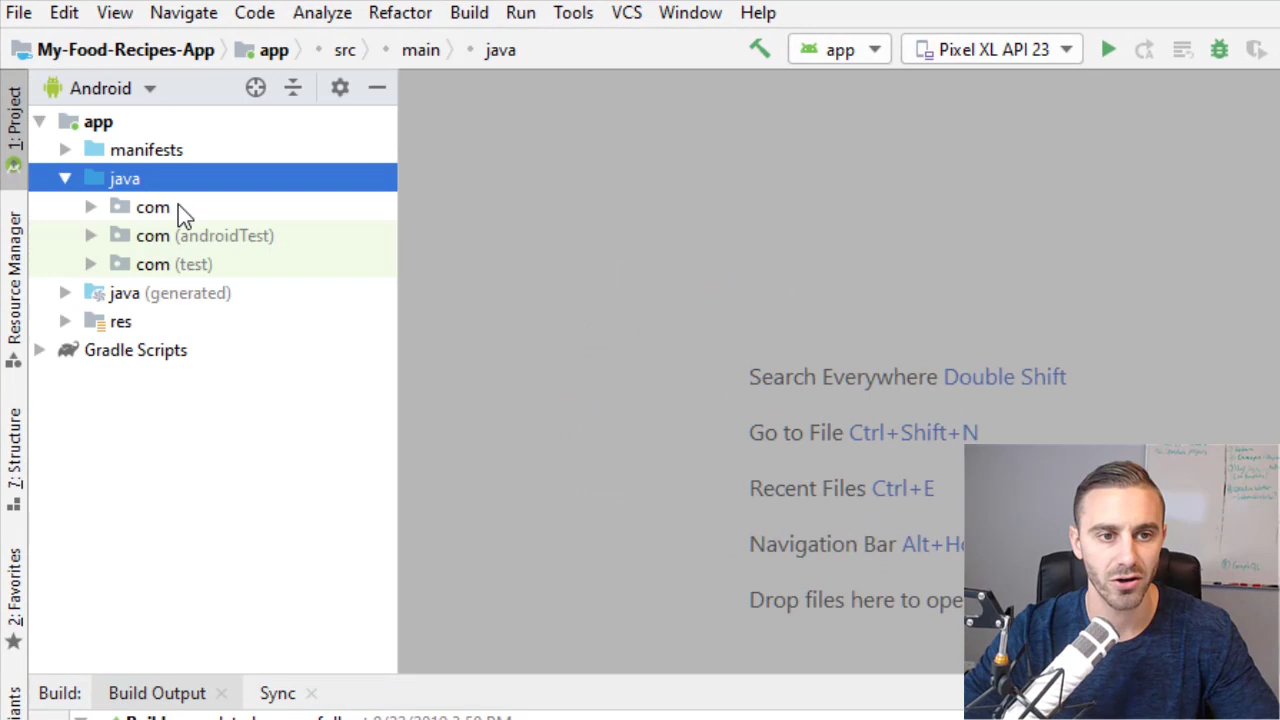 File Edit View Navigate Code Analyze Refactor Build Run Tools VCS Window Help
My-Food-Recipes-App app src main java app Pixel XL API 23
1: Project
Resource Manager
7: Structure
2: Favorites
Android
app
manifests
java
com
com (androidTest)
com (test)
java (generated)
res
Gradle Scripts
Search Everywhere Double Shift
Go to File Ctrl+Shift+N
Recent Files Ctrl+E
Navigation Bar
Drop files here to
Build: Build Output Sync